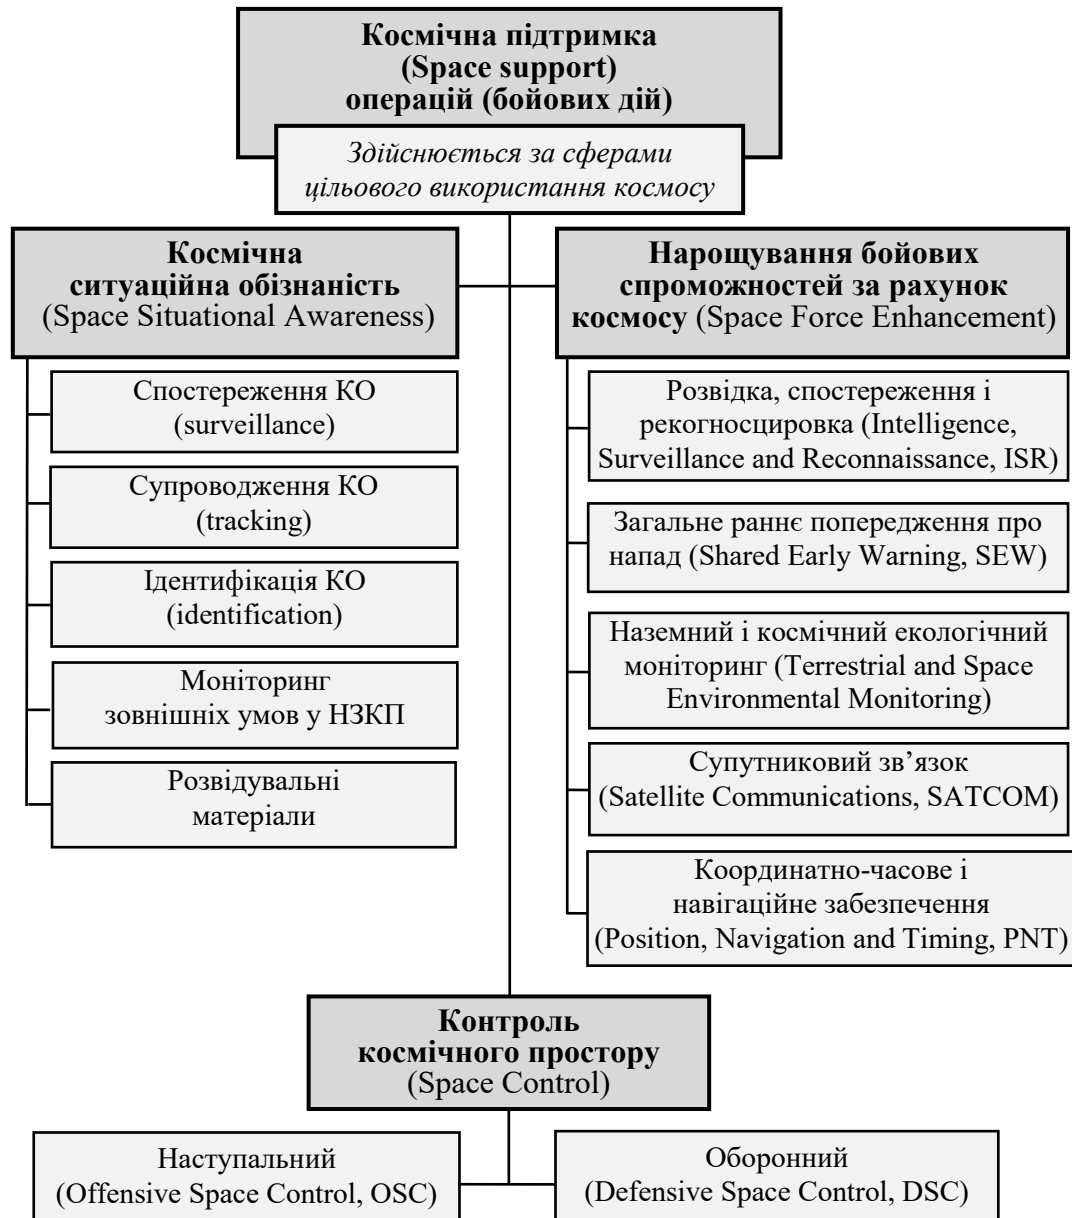 Космічна підтримка
(Space support)
операцій (бойових дій)
Здійснюється за сферами
цільового використання космосу
Космічна
ситуаційна обізнаність
(Space Situational Awareness)
Спостереження КО
(surveillance)
Супроводження КО
(tracking)
Ідентифікація КО
(identification)
Моніторинг
зовнішніх умов у НЗКП
Розвідувальні
матеріали
Нарощування бойових
спроможностей за рахунок
космосу (Space Force Enhancement)
Розвідка, спостереження і
рекогносцировка (Intelligence,
Surveillance and Reconnaissance, ISR)
Загальне раннє попередження про
напад (Shared Early Warning, SEW)
Наземний і космічний екологічний
моніторинг (Terrestrial and Space
Environmental Monitoring)
Супутниковий зв’язок
(Satellite Communications, SATCOM)
Координатно-часове і
навігаційне забезпечення
(Position, Navigation and Timing, PNT)
Контроль
космічного простору
(Space Control)
Наступальний
(Offensive Space Control, OSC)
Оборонний
(Defensive Space Control, DSC)